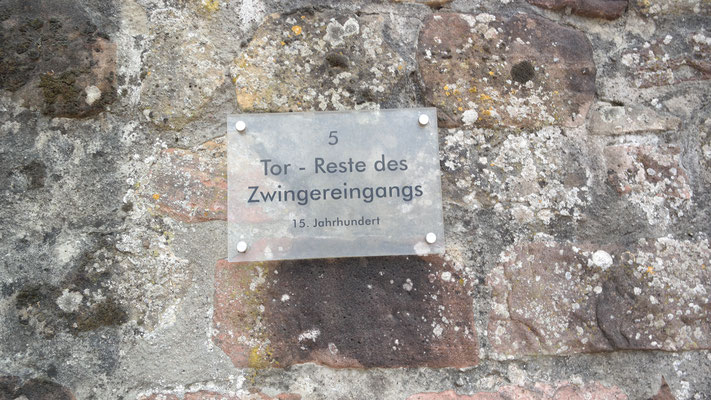 5
Tor - Reste des
Zwingereingangs
15. Jahrhundert